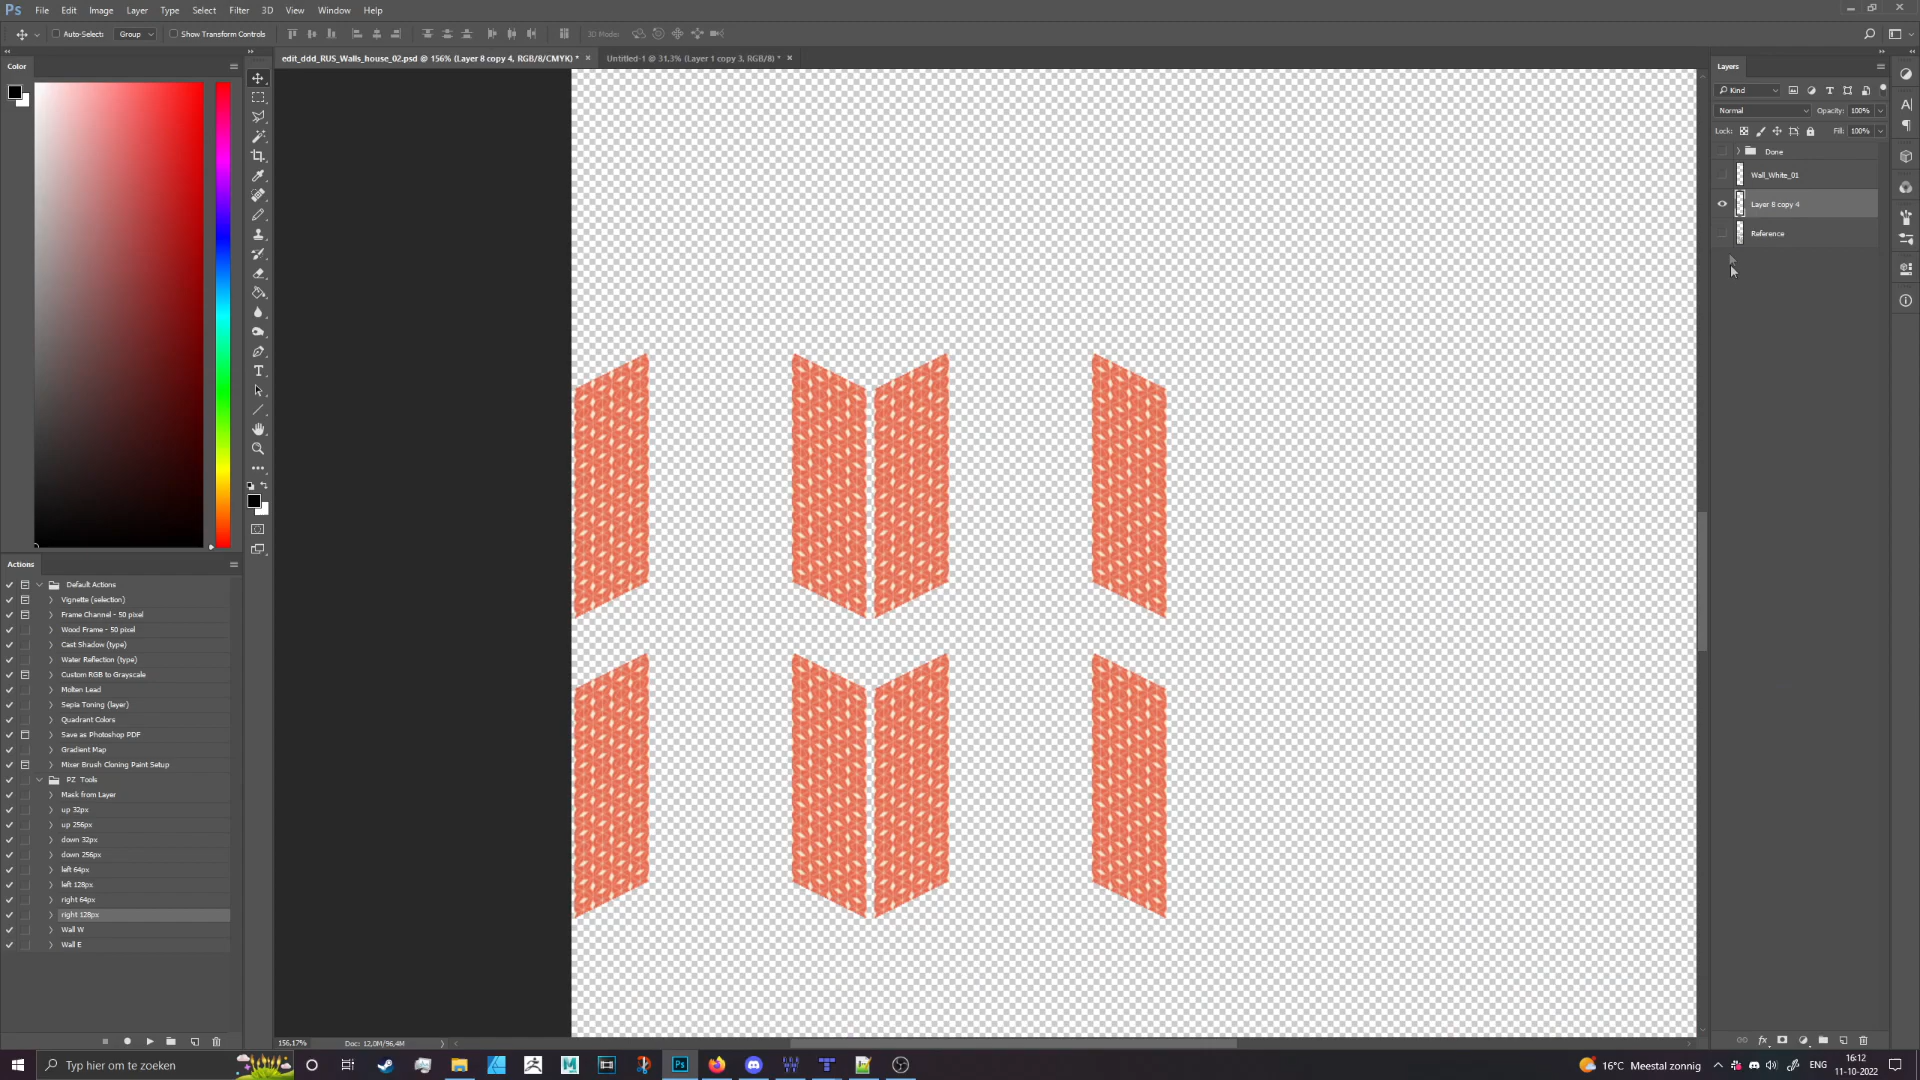 Ps File Edit Image Layer Type Select Filter 3D View Window Help
Auto-Select: Group Show Transform Controls 3D Mode:
Color
edit_ddd_RUS_Walls_house_02.psd @ 156% (Layer 8 copy 4, RGB/8/CMYK) *
Untitled-1 @ 31,3% (Layer 1 copy 3, RGB/8) *
Layers
Kind
Normal Opacity: 100%
Lock: Fill: 100%
Done
Wall_White_01
Layer 8 copy 4
Reference
Actions
Default Actions
Vignette (selection)
Frame Channel - 50 pixel
Wood Frame - 50 pixel
Cast Shadow (type)
Water Reflection (type)
Custom RGB to Grayscale
Molten Lead
Sepia Toning (layer)
Quadrant Colors
Save as Photoshop PDF
Gradient Map
Mixer Brush Cloning Paint Setup
PZ Tools
Mask from Layer
up 32px
up 256px
down 32px
down 256px
left 64px
left 128px
right 64px
right 128px
Wall W
Wall E
156,17% Doc: 12,0M/96,4M
Typ hier om te zoeken
Ps
16°C Meestal zonnig
ENG
16:12
11-10-2022